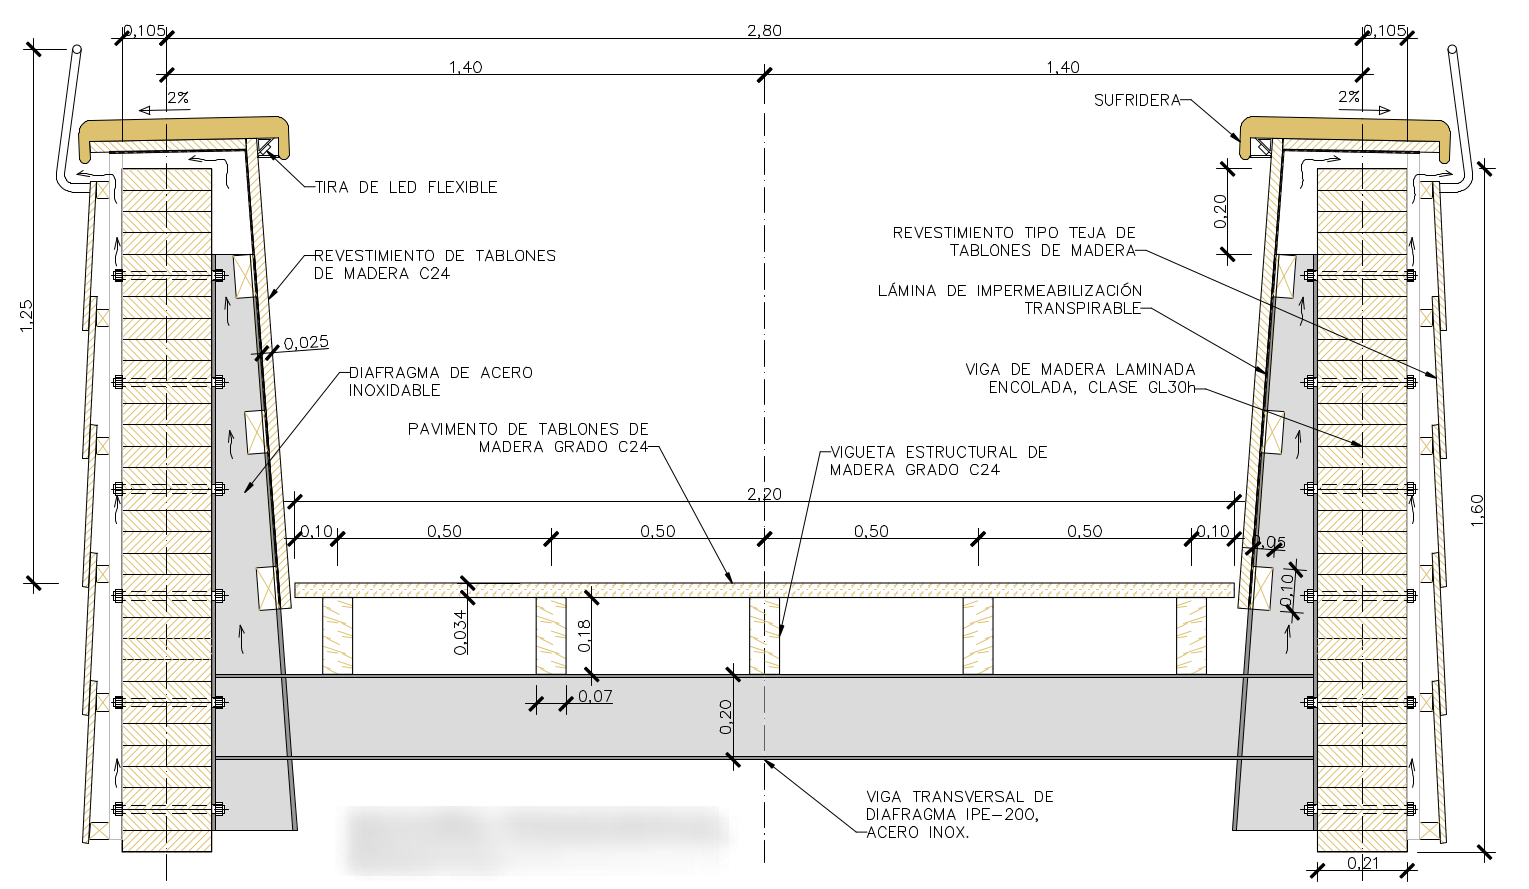 0,105
2,80
0,105
1,40
1,40
2%
2%
SUFRIDERA
TIRA DE LED FLEXIBLE
0,20
REVESTIMIENTO TIPO TEJA DE
TABLONES DE MADERA
REVESTIMIENTO DE TABLONES
DE MADERA C24
LÁMINA DE IMPERMEABILIZACIÓN
TRANSPIRABLE
1,25
0,025
DIAFRAGMA DE ACERO
INOXIDABLE
VIGA DE MADERA LAMINADA
ENCOLADA, CLASE GL30h
PAVIMENTO DE TABLONES DE
MADERA GRADO C24
VIGUETA ESTRUCTURAL DE
MADERA GRADO C24
2,20
1,60
0,10
0,50
0,50
0,50
0,50
0,10
0,05
0,10
0,034
0,18
0,07
0,20
VIGA TRANSVERSAL DE
DIAFRAGMA IPE-200,
ACERO INOX.
0,21